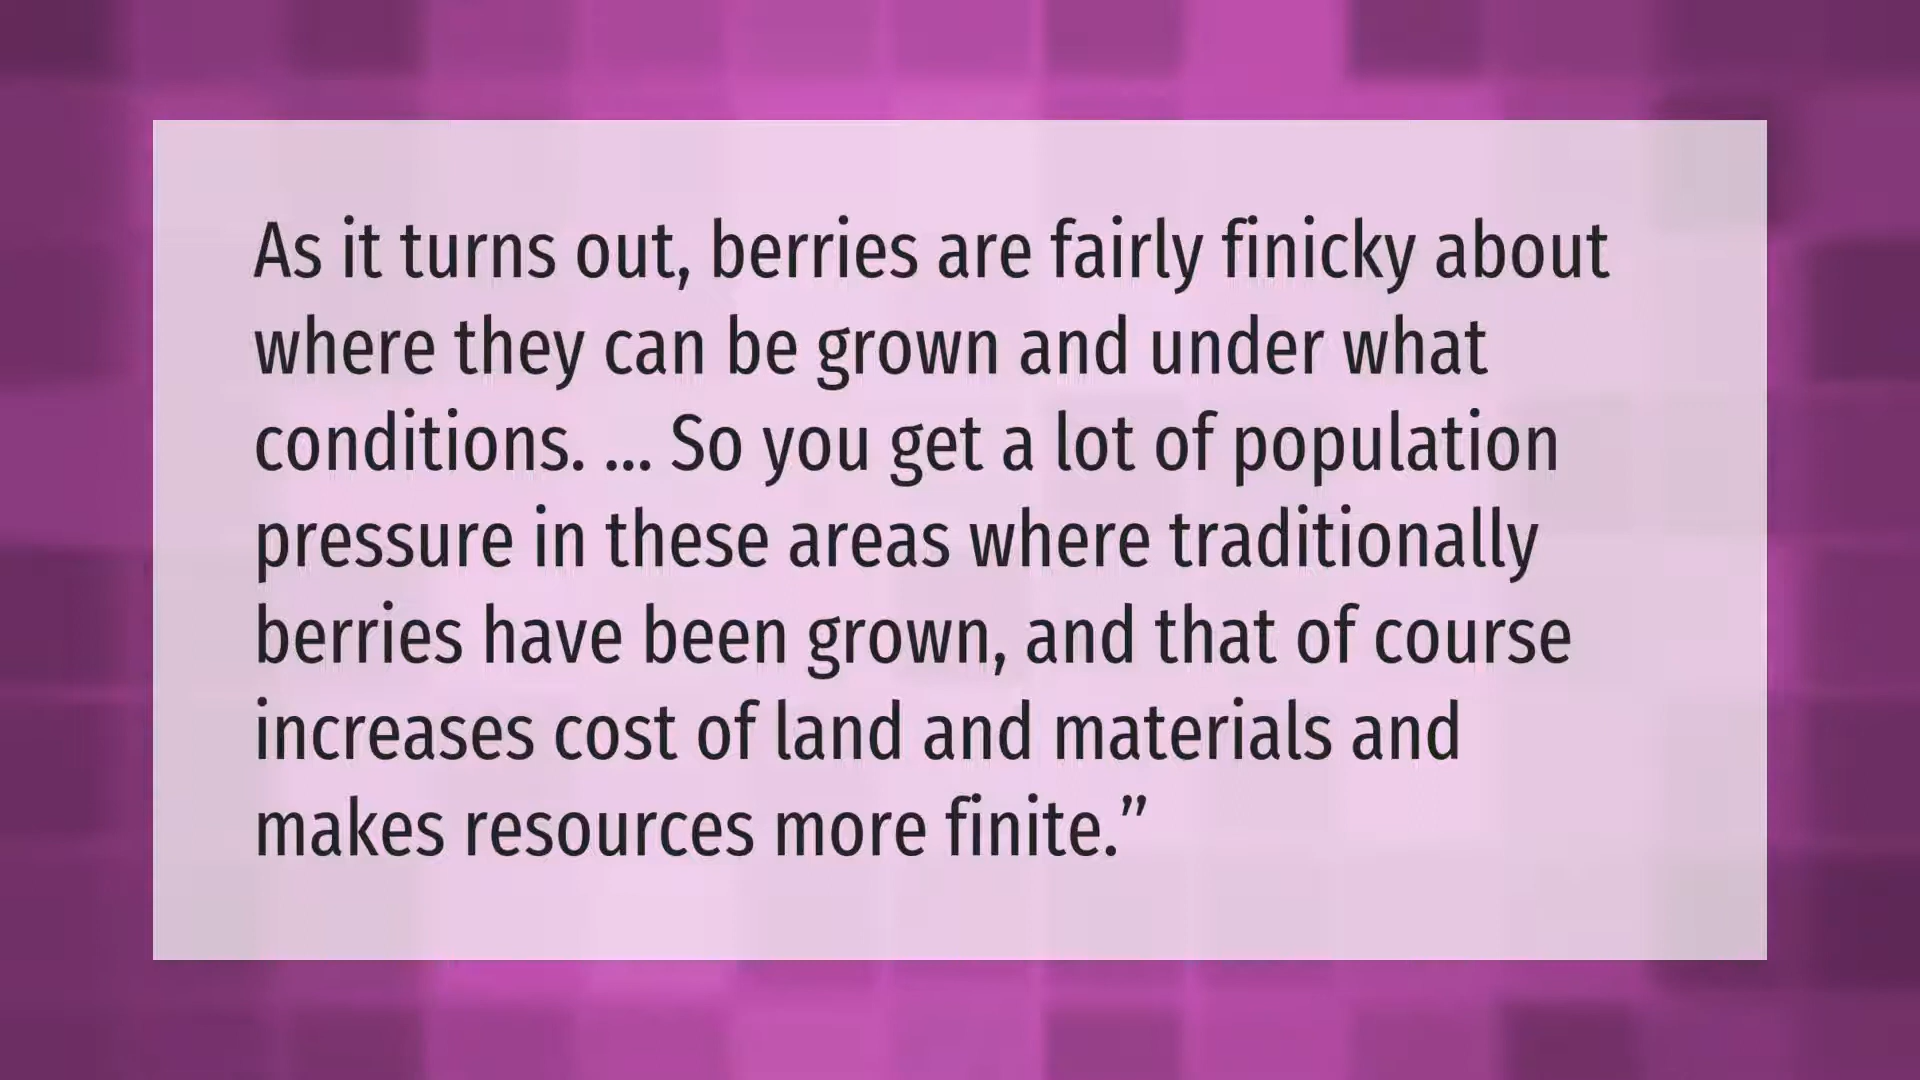 As it turns out, berries are fairly finicky about
where they can be grown and under what
conditions. ... So you get a lot of population
pressure in these areas where traditionally
berries have been grown, and that of course
increases cost of land and materials and
makes resources more finite.”